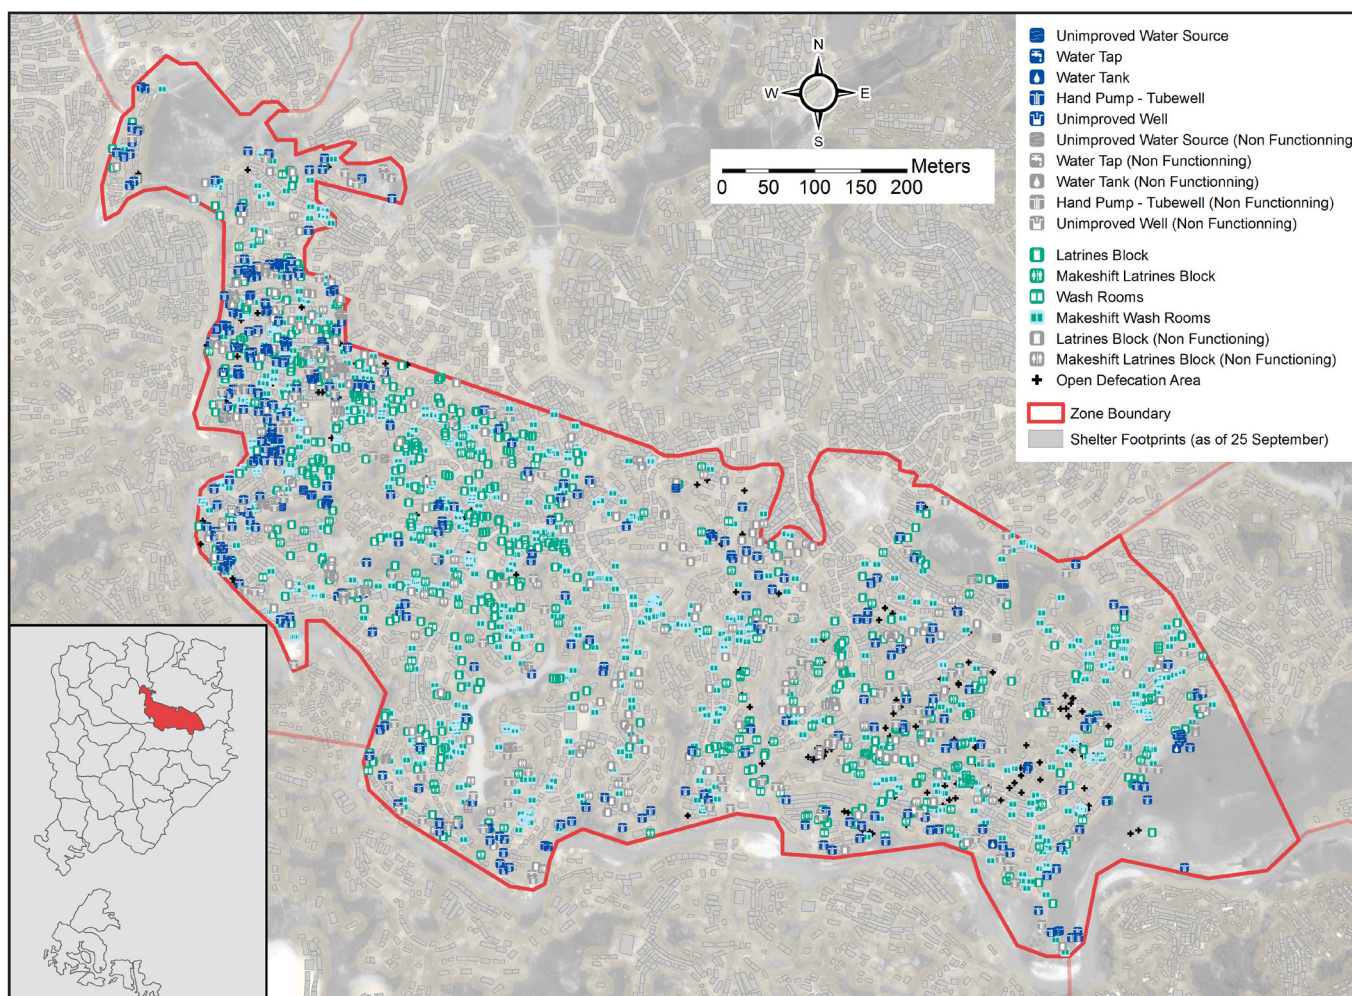 N
W E
S
Meters
0 50 100 150 200
Unimproved Water Source
Water Tap
Water Tank
Hand Pump - Tubewell
Unimproved Well
Unimproved Water Source (Non Functionning
Water Tap (Non Functionning)
Water Tank (Non Functionning)
Hand Pump - Tubewell (Non Functionning)
Unimproved Well (Non Functionning)
Latrines Block
Makeshift Latrines Block
Wash Rooms
Makeshift Wash Rooms
Latrines Block (Non Functioning)
Makeshift Latrines Block (Non Functioning)
Open Defecation Area
Zone Boundary
Shelter Footprints (as of 25 September)